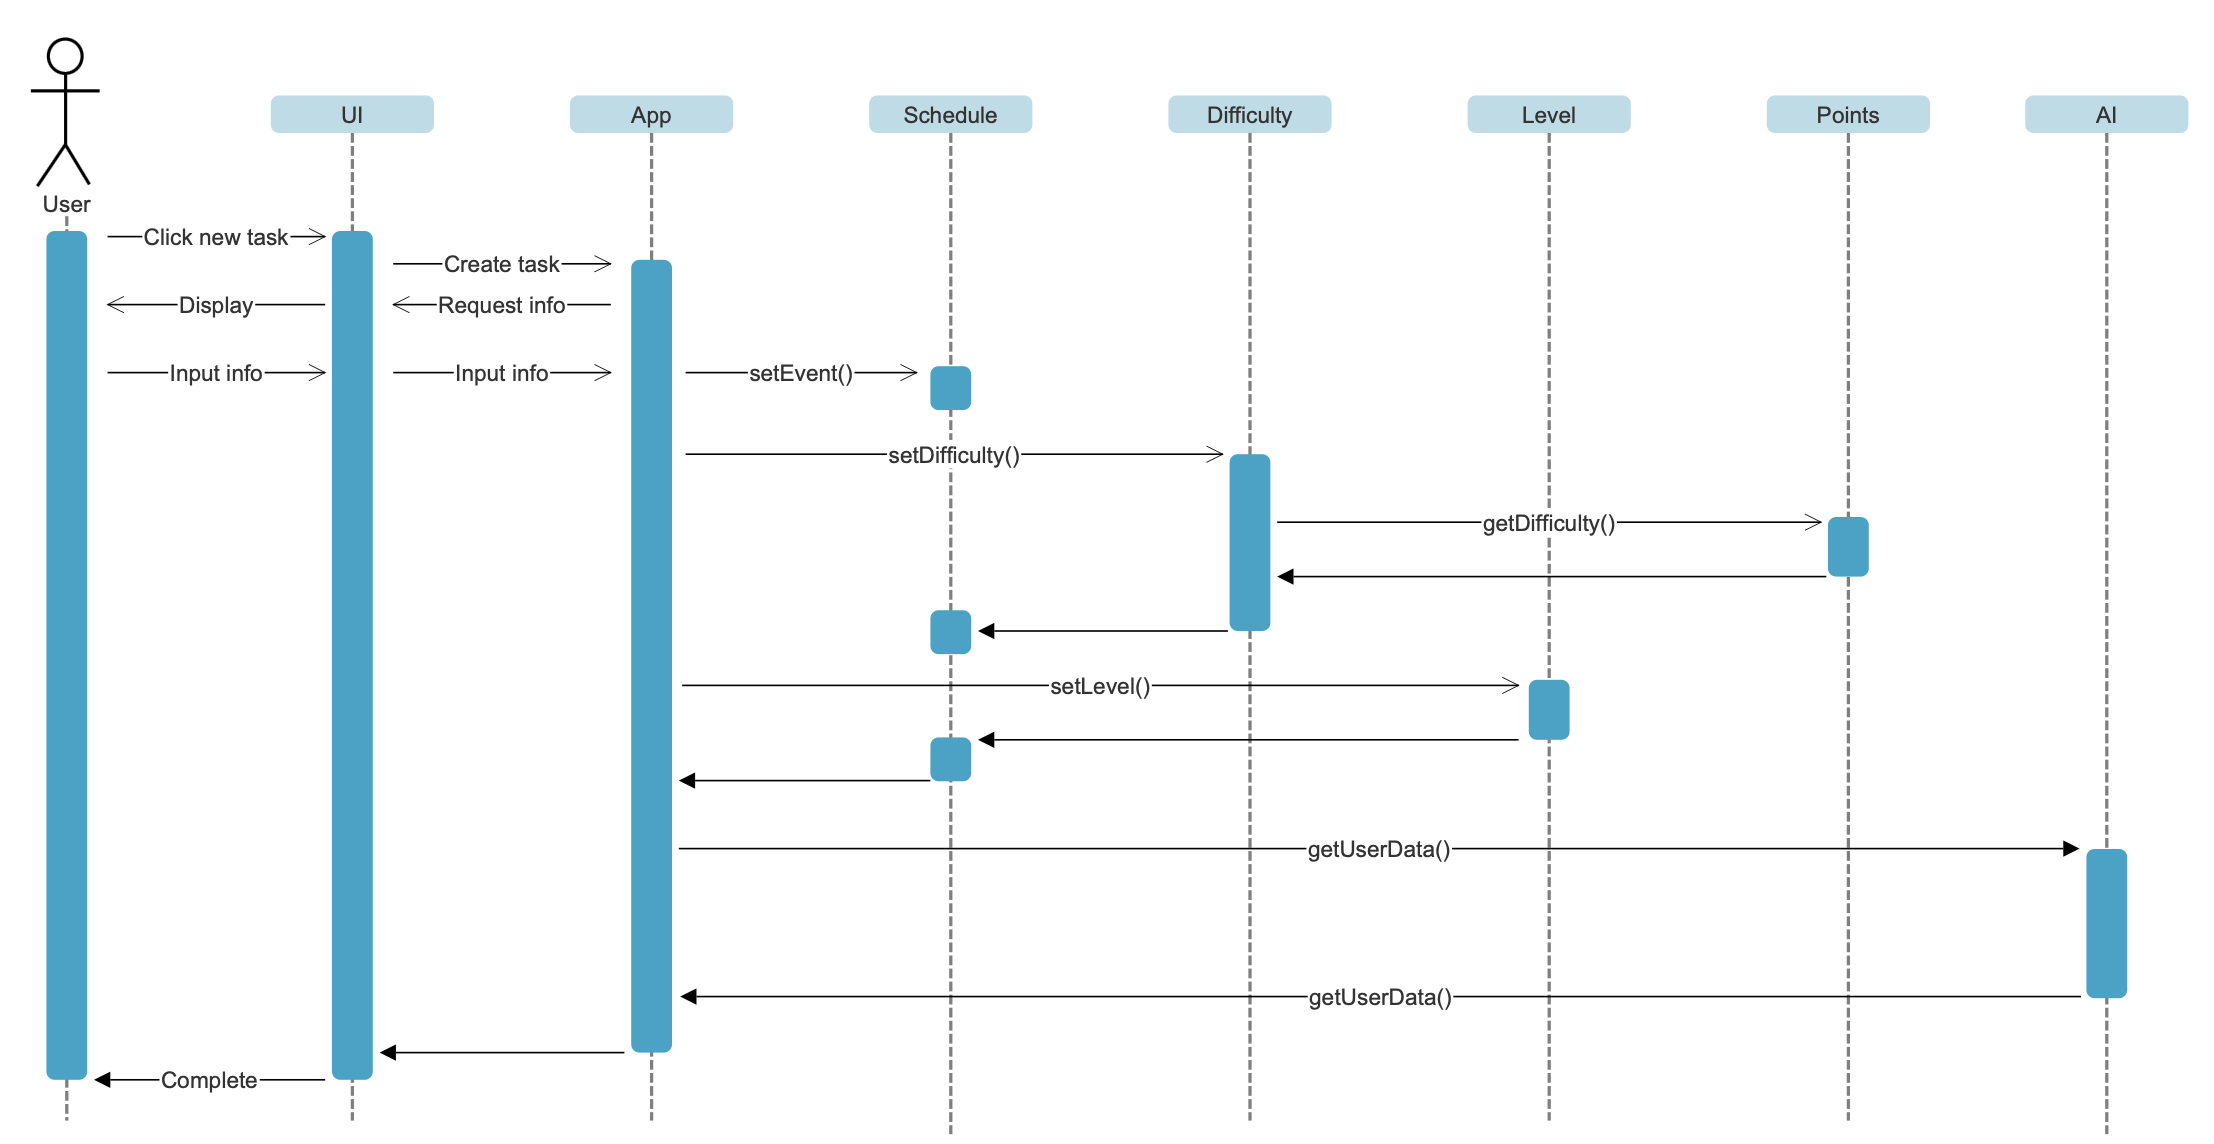 UI
App
Schedule
Difficulty
Level
Points
AI
User
Click new task
Create task
Display
Request info
Input info
Input info
setEvent()
setDifficulty()
getDifficulty()
setLevel()
getUserData()
getUserData()
Complete